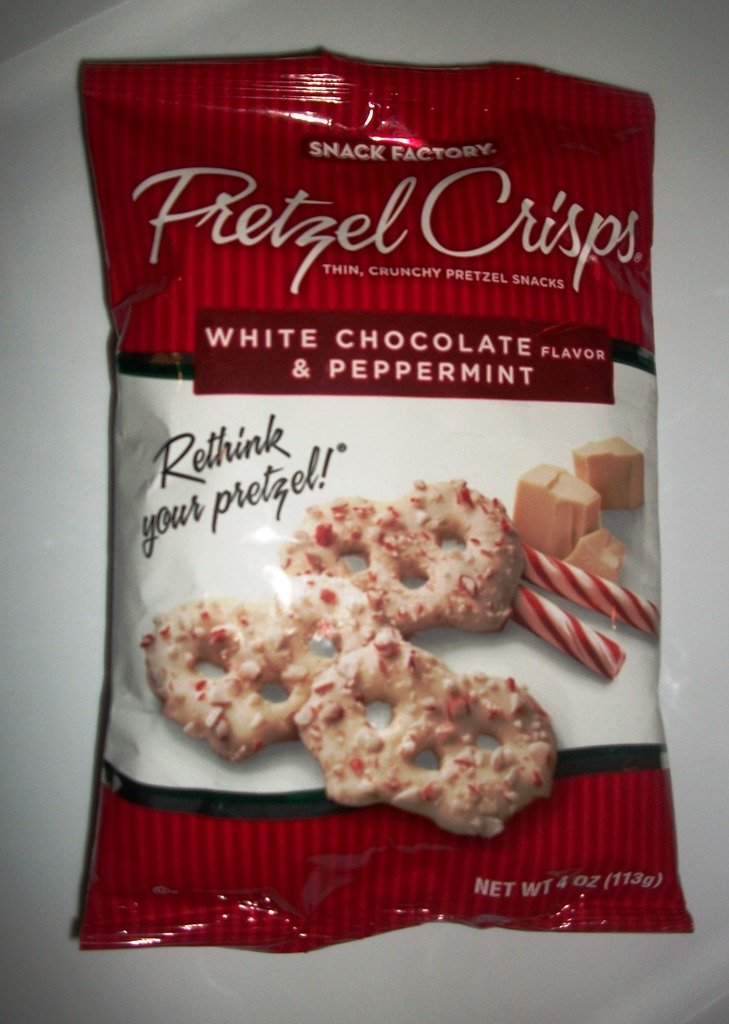 SNACK FACTORY®
Pretzel Crisps®
THIN, CRUNCHY PRETZEL SNACKS
WHITE CHOCOLATE FLAVOR
& PEPPERMINT
Rethink
your pretzel!®
NET WT 4 OZ (113g)